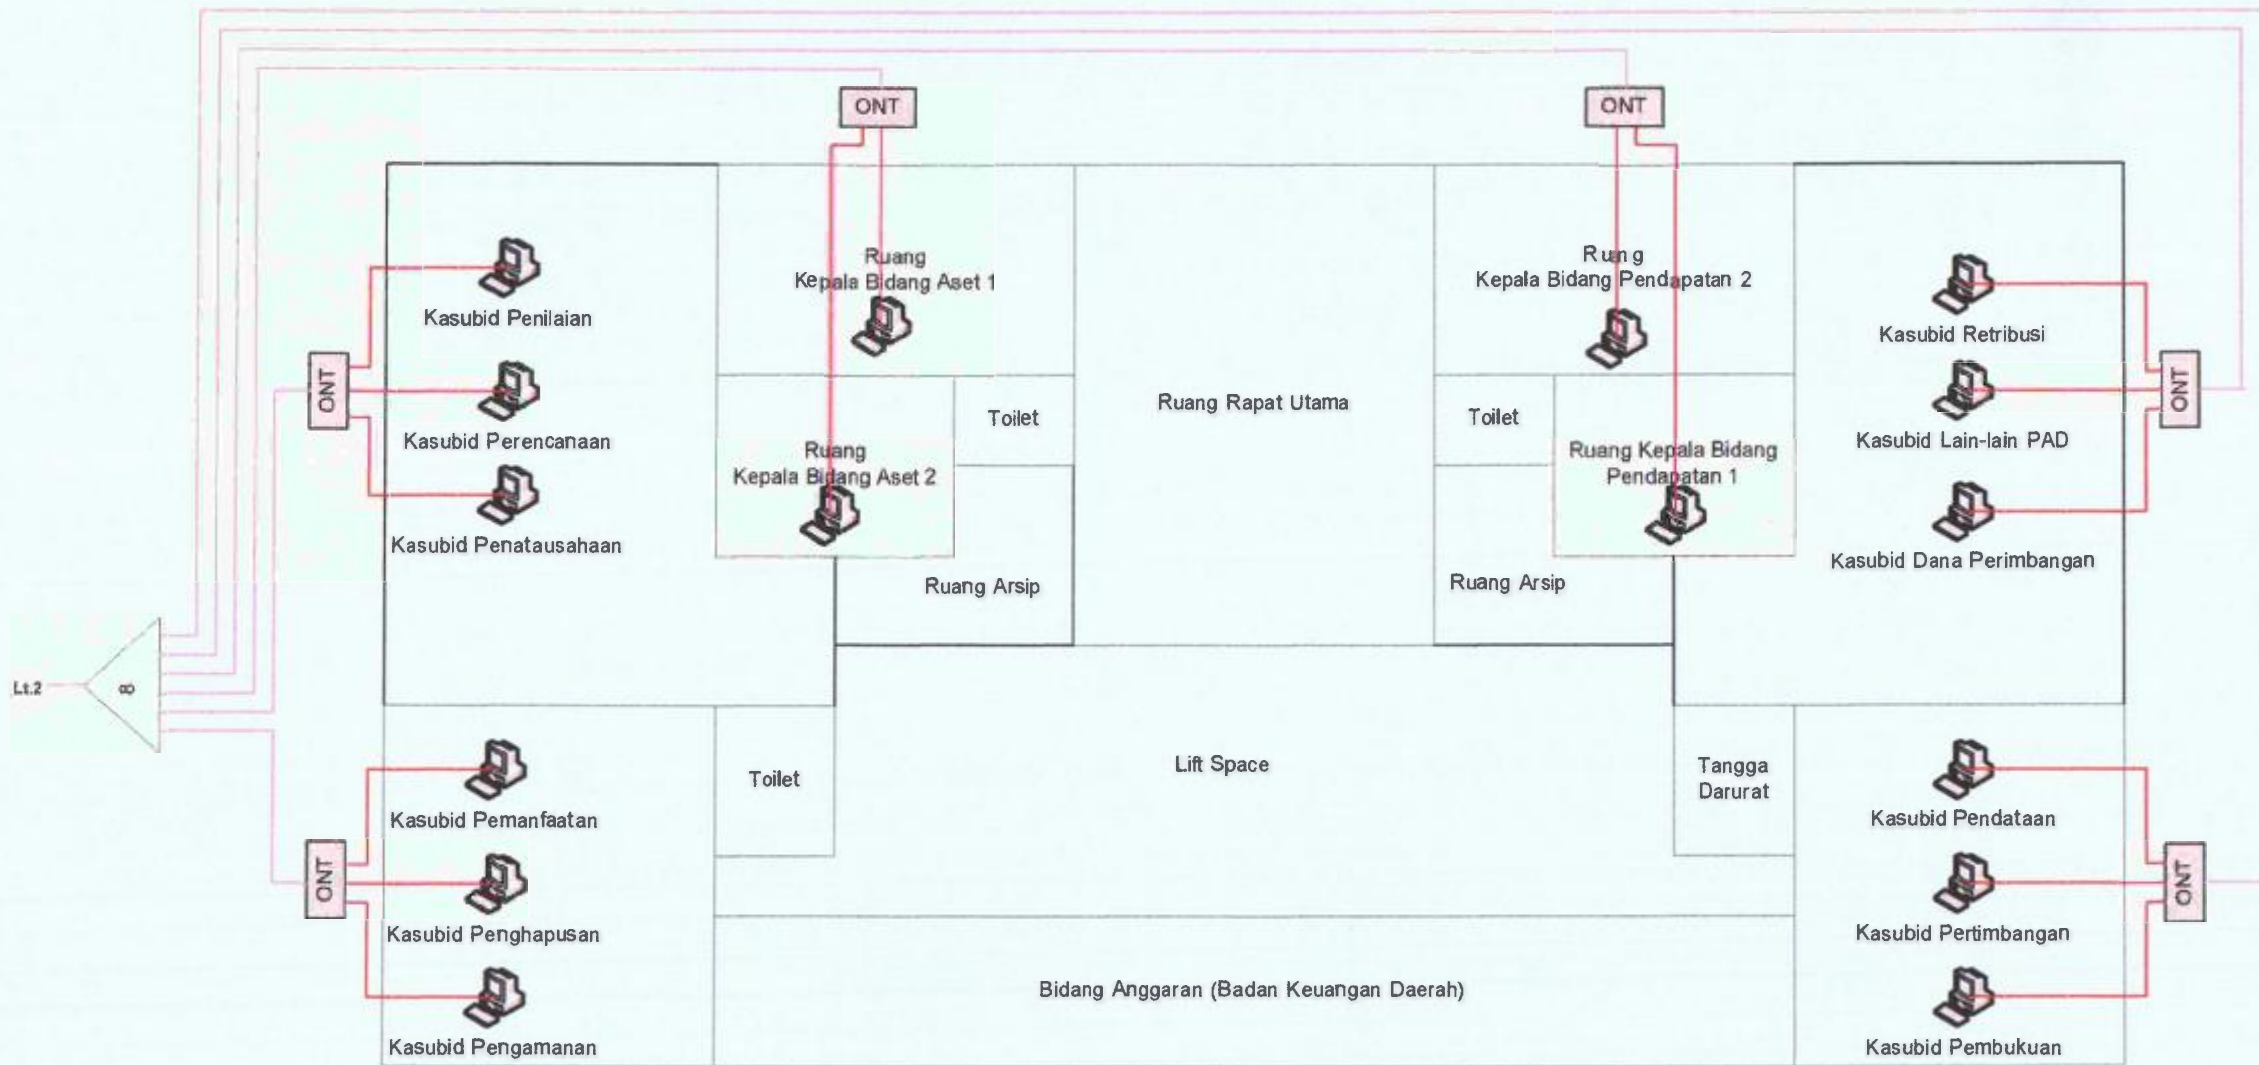 ONT
ONT
Ruang
Kepala Bidang Aset 1
Ruang
Kepala Bidang Pendapatan 2
Kasubid Penilaian
Kasubid Retribusi
ONT
Kasubid Perencanaan
Toilet
Ruang Rapat Utama
Toilet
Kasubid Lain-lain PAD
ONT
Ruang
Kepala Bidang Aset 2
Ruang Kepala Bidang
Pendapatan 1
Kasubid Penatausahaan
Ruang Arsip
Ruang Arsip
Kasubid Dana Perimbangan
Lt.2
8
Toilet
Lift Space
Tangga
Darurat
Kasubid Pemanfaatan
Kasubid Pendataan
ONT
ONT
Kasubid Penghapusan
Kasubid Pertimbangan
Bidang Anggaran (Badan Keuangan Daerah)
Kasubid Pengamanan
Kasubid Pembukuan